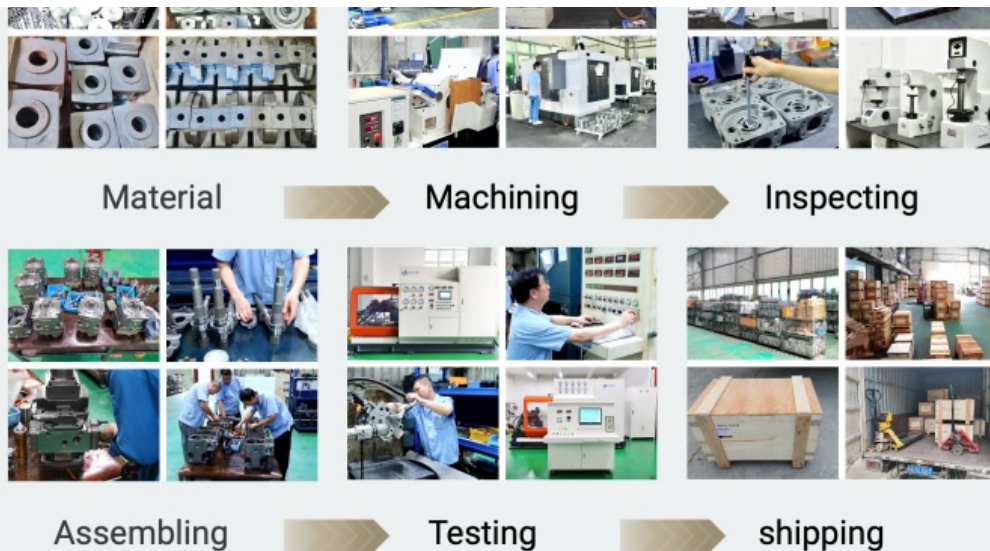 Material
Machining
Inspecting
Assembling
Testing
shipping